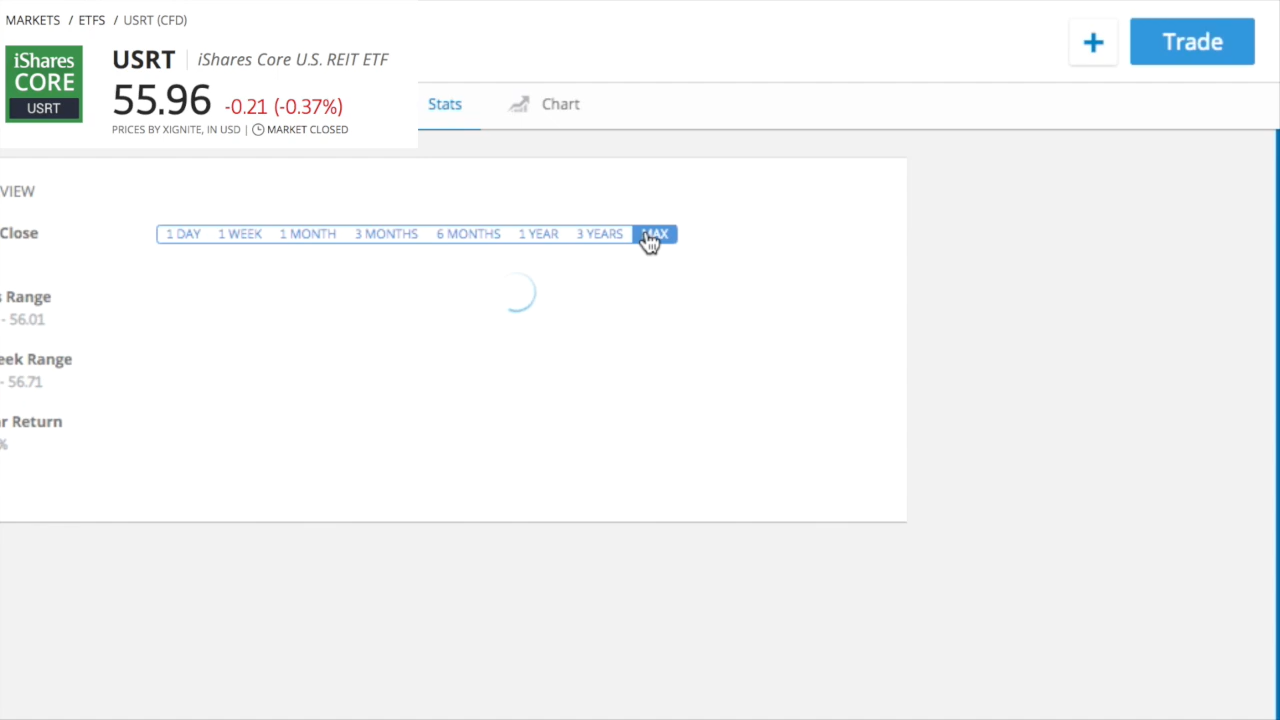 MARKETS / ETFS / USRT (CFD)
iShares
CORE
USRT
USRT iShares Core U.S. REIT ETF
55.96 -0.21 (-0.37%)
PRICES BY XIGNITE, IN USD | MARKET CLOSED
+ Trade
Stats Chart
VIEW
Close
1 DAY 1 WEEK 1 MONTH 3 MONTHS 6 MONTHS 1 YEAR 3 YEARS MAX
s Range
- 56.01
eek Range
- 56.71
r Return
%